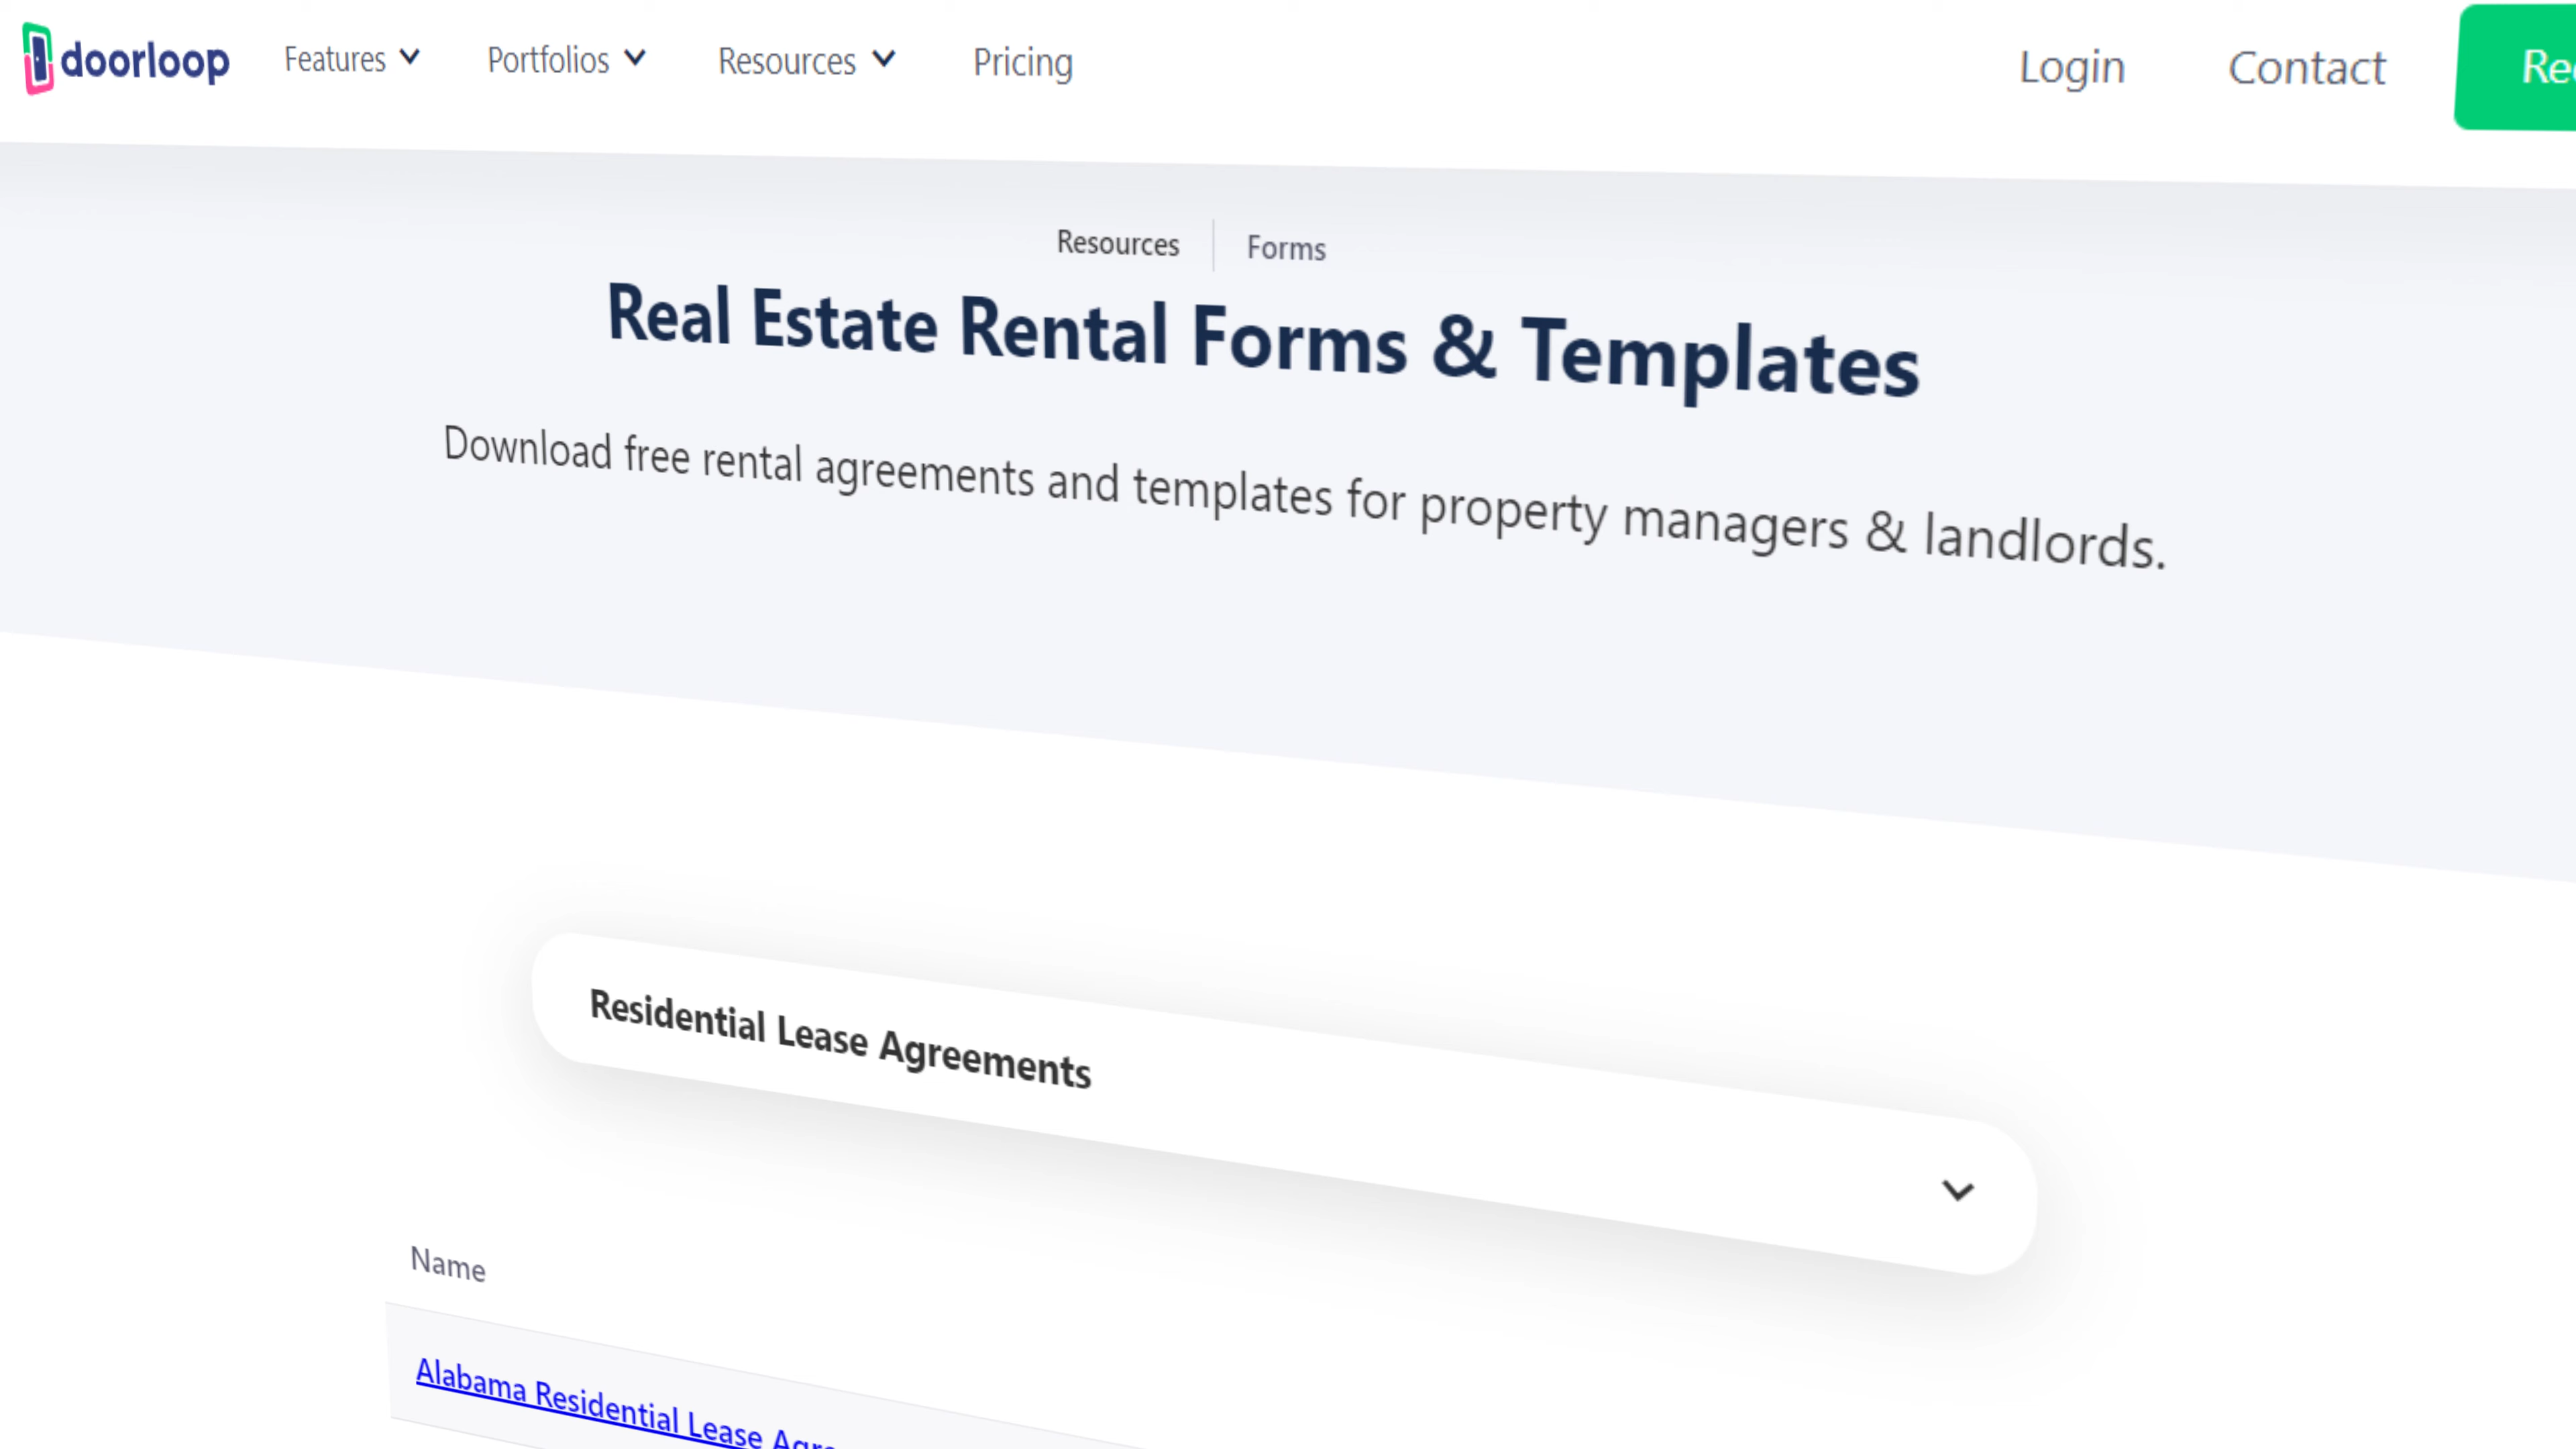 doorloop Features Portfolios Resources Pricing Login Contact
Resources Forms
Real Estate Rental Forms & Templates
Download free rental agreements and templates for property managers & landlords.
Residential Lease Agreements
Name
Alabama Residential Lease